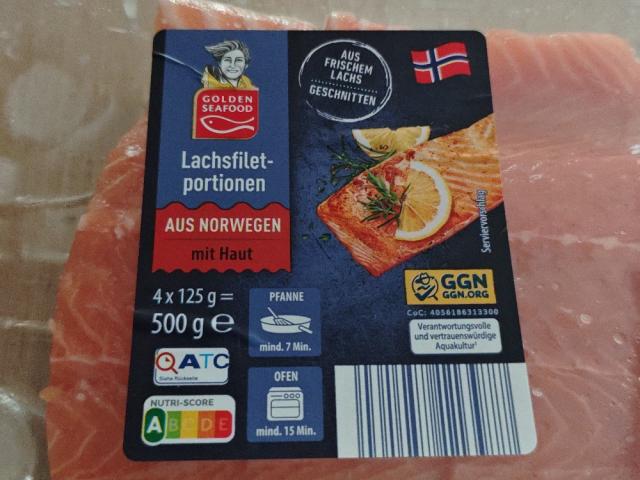 GOLDEN
SEAFOOD
Lachsfilet-
portionen
AUS NORWEGEN
mit Haut
4 x 125 g =
500 g e
AUS
FRISCHEM
LACHS
GESCHNITTEN
Serviervorschlag
PFANNE
mind. 7 Min.
OFEN
mind. 15 Min.
ATC
Siehe Rückseite
NUTRI-SCORE
A B C D E
GGN
GGN.ORG
CoC: 4056186313300
Verantwortungsvolle
und vertrauenswürdige
Aquakultur¹